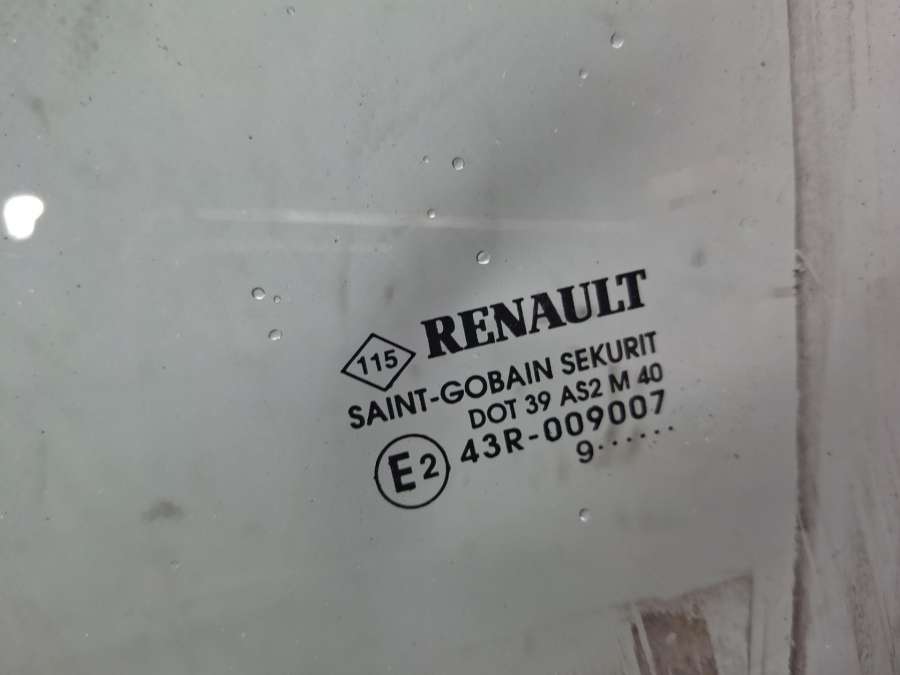 115 RENAULT
SAINT-GOBAIN SEKURIT
DOT 39 AS2 M 40
E2 43R-009007
9······